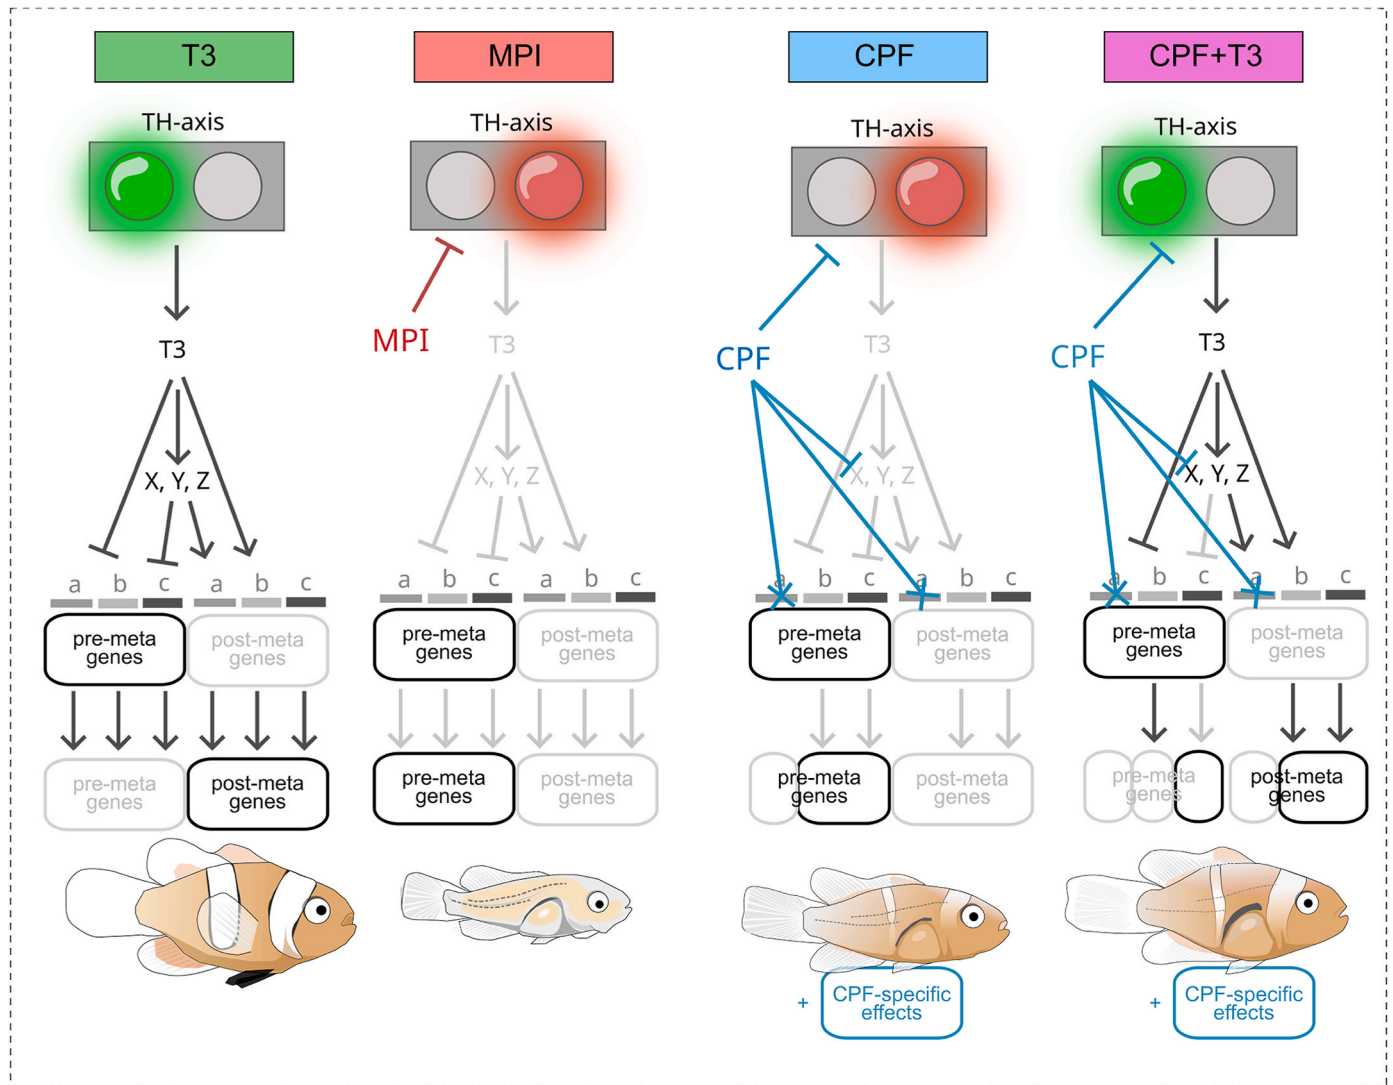 T3
MPI
CPF
CPF+T3
TH-axis
TH-axis
TH-axis
TH-axis
MPI
CPF
CPF
T3
T3
T3
T3
X, Y, Z
X, Y, Z
X, Y, Z
X, Y, Z
a b c a b c
a b c a b c
a b c a b c
a b c a b c
pre-meta
genes
post-meta
genes
pre-meta
genes
post-meta
genes
pre-meta
genes
post-meta
genes
pre-meta
genes
post-meta
genes
pre-meta
genes
post-meta
genes
pre-meta
genes
post-meta
genes
pre-meta
genes
post-meta
genes
pre-meta
genes
post-meta
genes
+ CPF-specific
effects
+ CPF-specific
effects